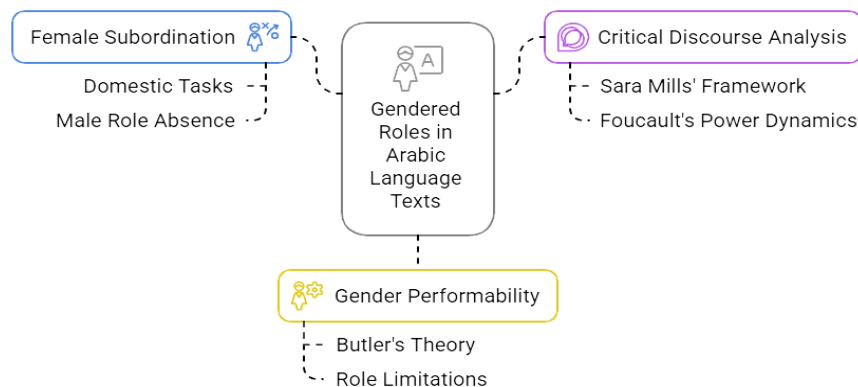 Female Subordination
Domestic Tasks
Male Role Absence
A
Gendered
Roles in
Arabic
Language
Texts
Critical Discourse Analysis
Sara Mills' Framework
Foucault's Power Dynamics
Gender Performability
Butler's Theory
Role Limitations